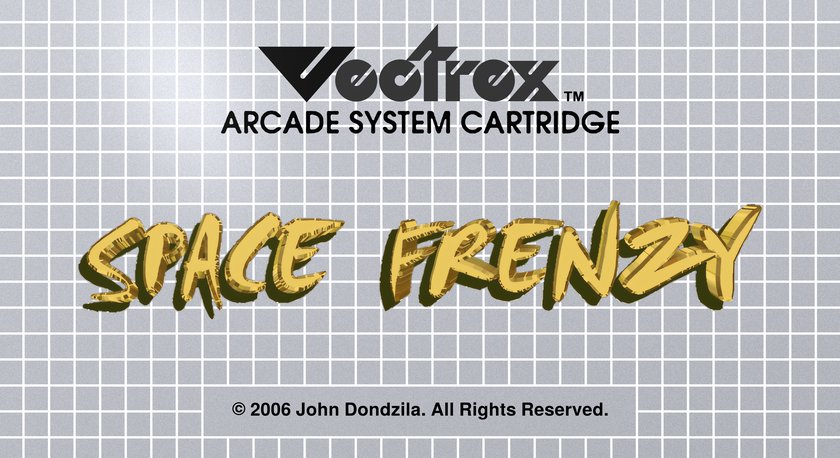 Vectrex™
ARCADE SYSTEM CARTRIDGE
SPACE FRENZY
© 2006 John Dondzila. All Rights Reserved.